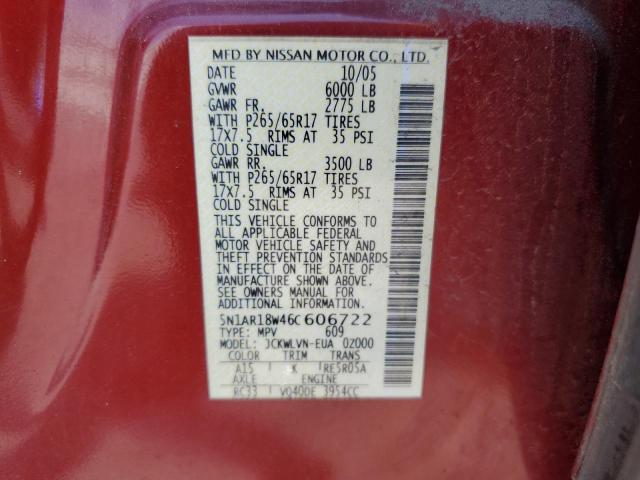 MFD BY NISSAN MOTOR CO., LTD.
DATE 10/05
GVWR 6000 LB
GAWR FR. 2775 LB
WITH P265/65R17 TIRES
17X7.5 RIMS AT 35 PSI
COLD SINGLE
GAWR RR. 3500 LB
WITH P265/65R17 TIRES
17X7.5 RIMS AT 35 PSI
COLD SINGLE
THIS VEHICLE CONFORMS TO
ALL APPLICABLE FEDERAL
MOTOR VEHICLE SAFETY AND
THEFT PREVENTION STANDARDS
IN EFFECT ON THE DATE OF
MANUFACTURE SHOWN ABOVE.
SEE OWNERS MANUAL FOR
ADDITIONAL INFORMATION.
5N1AR18W46C606722
TYPE: MPV 609
MODEL: JCKWLVN-EUA 0Z000
COLOR TRIM TRANS
A15 K RE5R05A
AXLE ENGINE
RC33 VQ40DE 3954CC